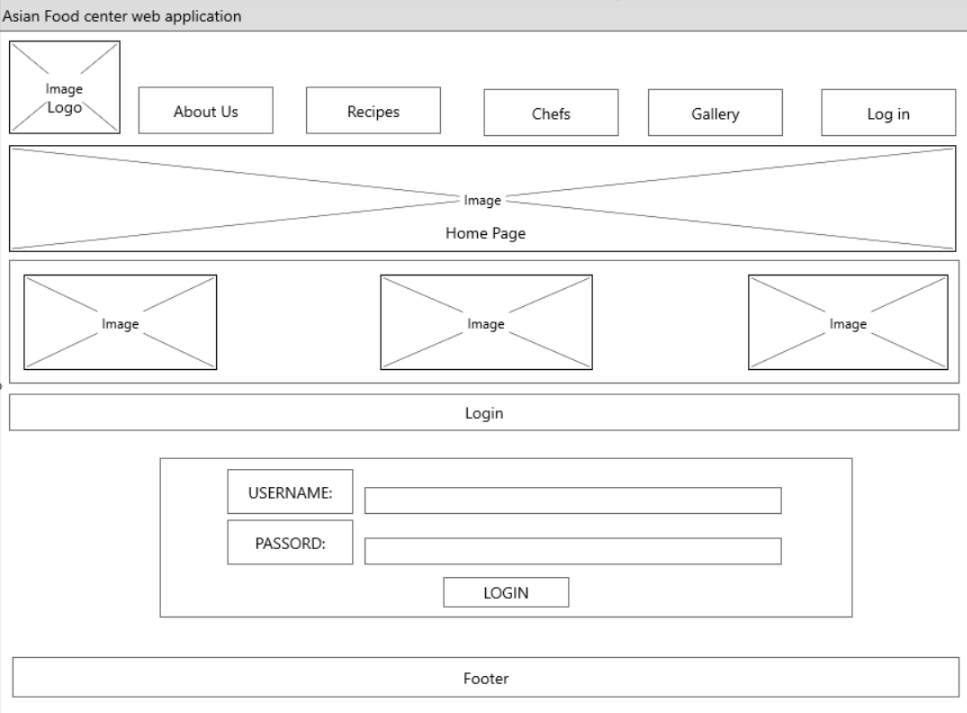 Asian Food center web application
Image
Logo
About Us
Recipes
Chefs
Gallery
Log in
Image
Home Page
Image
Image
Image
Login
USERNAME:
PASSORD:
LOGIN
Footer